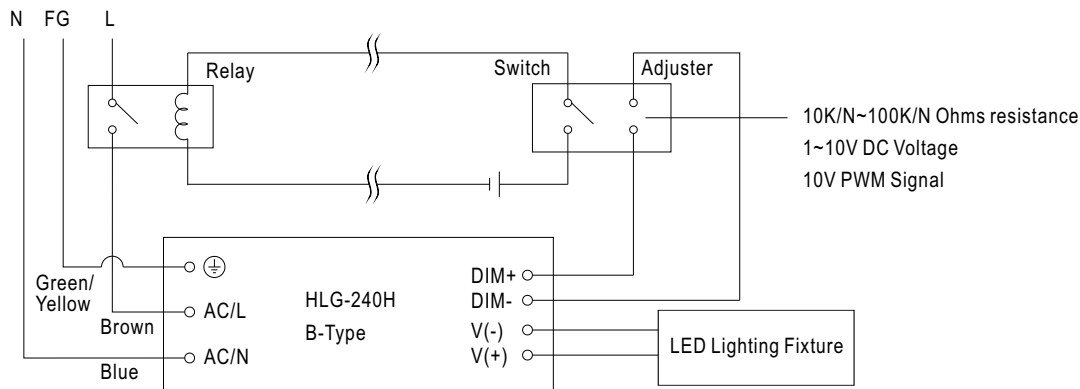 N FG L
Relay
Switch
Adjuster
10K/N~100K/N Ohms resistance
1~10V DC Voltage
10V PWM Signal
Green/
Yellow
Brown
Blue
AC/L
AC/N
HLG-240H
B-Type
DIM+
DIM-
V(-)
V(+)
LED Lighting Fixture